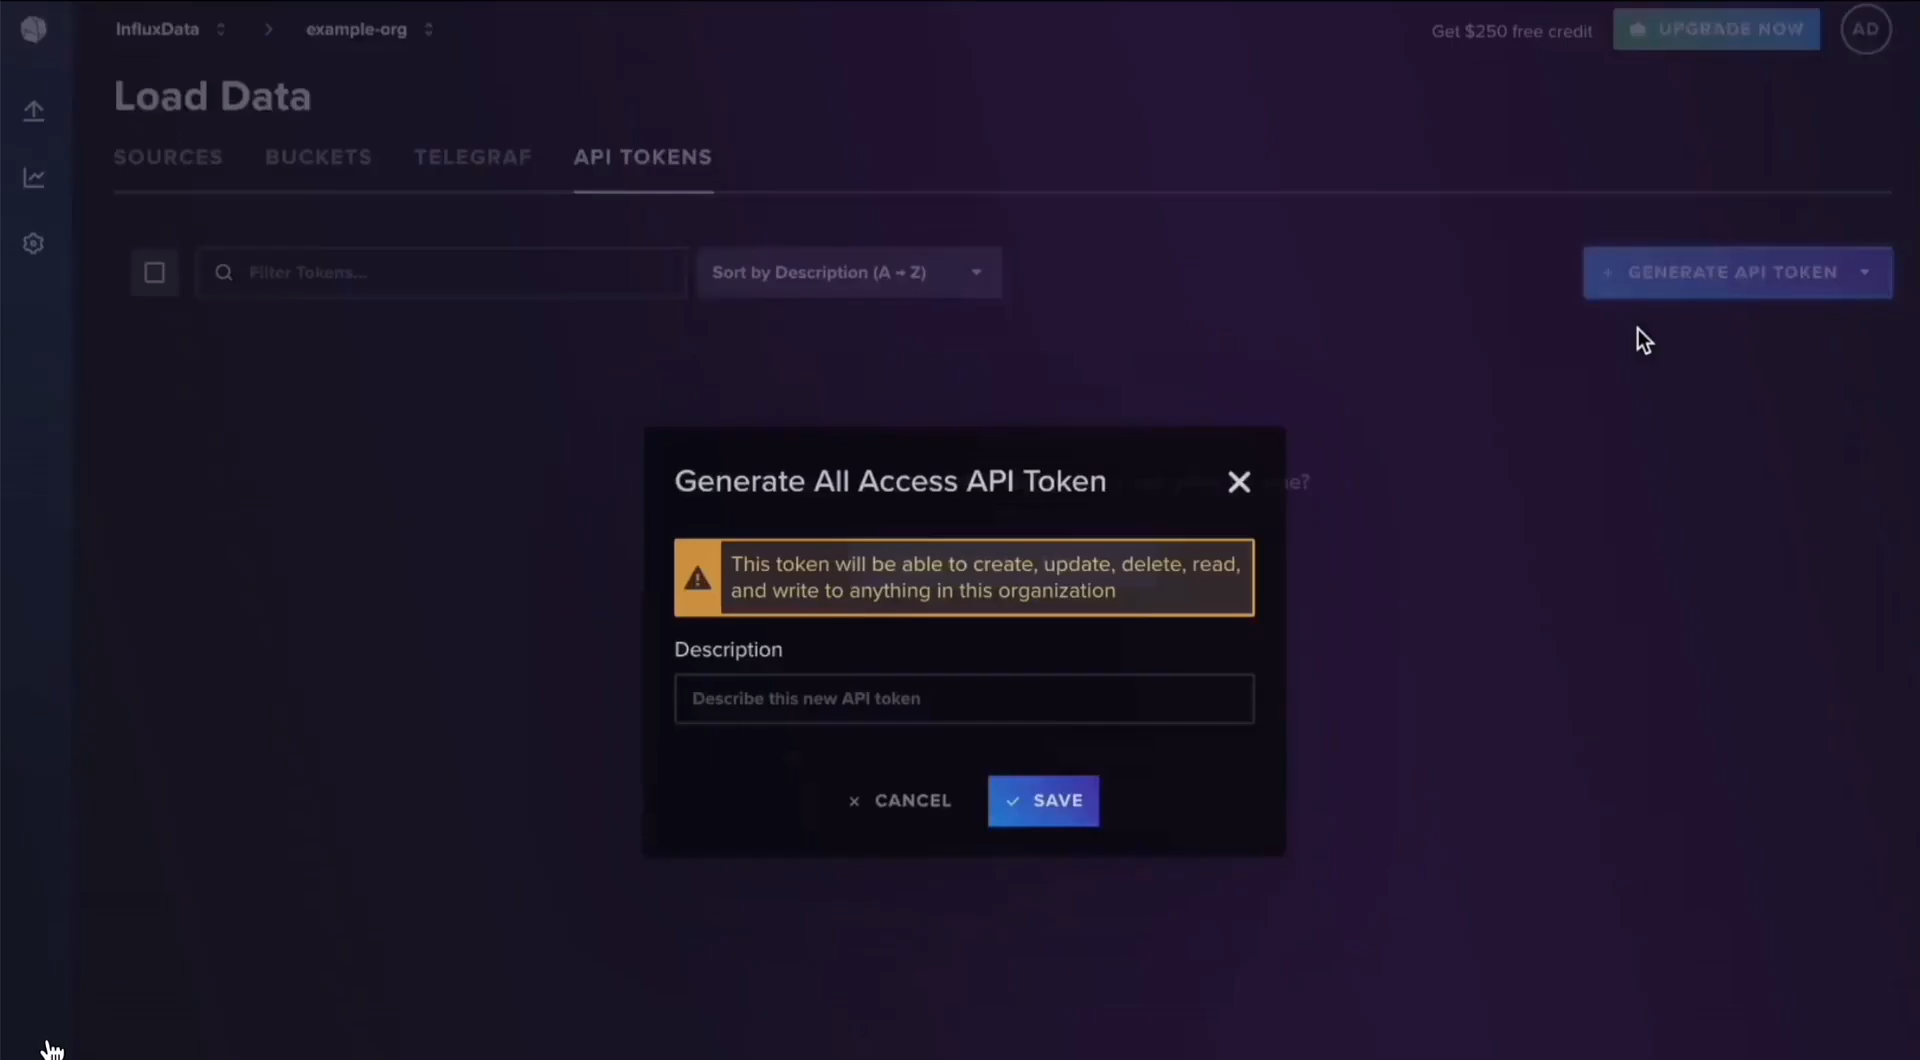 InfluxData
example-org
Get $250 free credit
UPGRADE NOW
AD
Load Data
SOURCES BUCKETS TELEGRAF API TOKENS
Filter Tokens...
Sort by Description (A → Z)
+ GENERATE API TOKEN
Generate All Access API Token
This token will be able to create, update, delete, read,
and write to anything in this organization
Description
Describe this new API token
CANCEL
SAVE